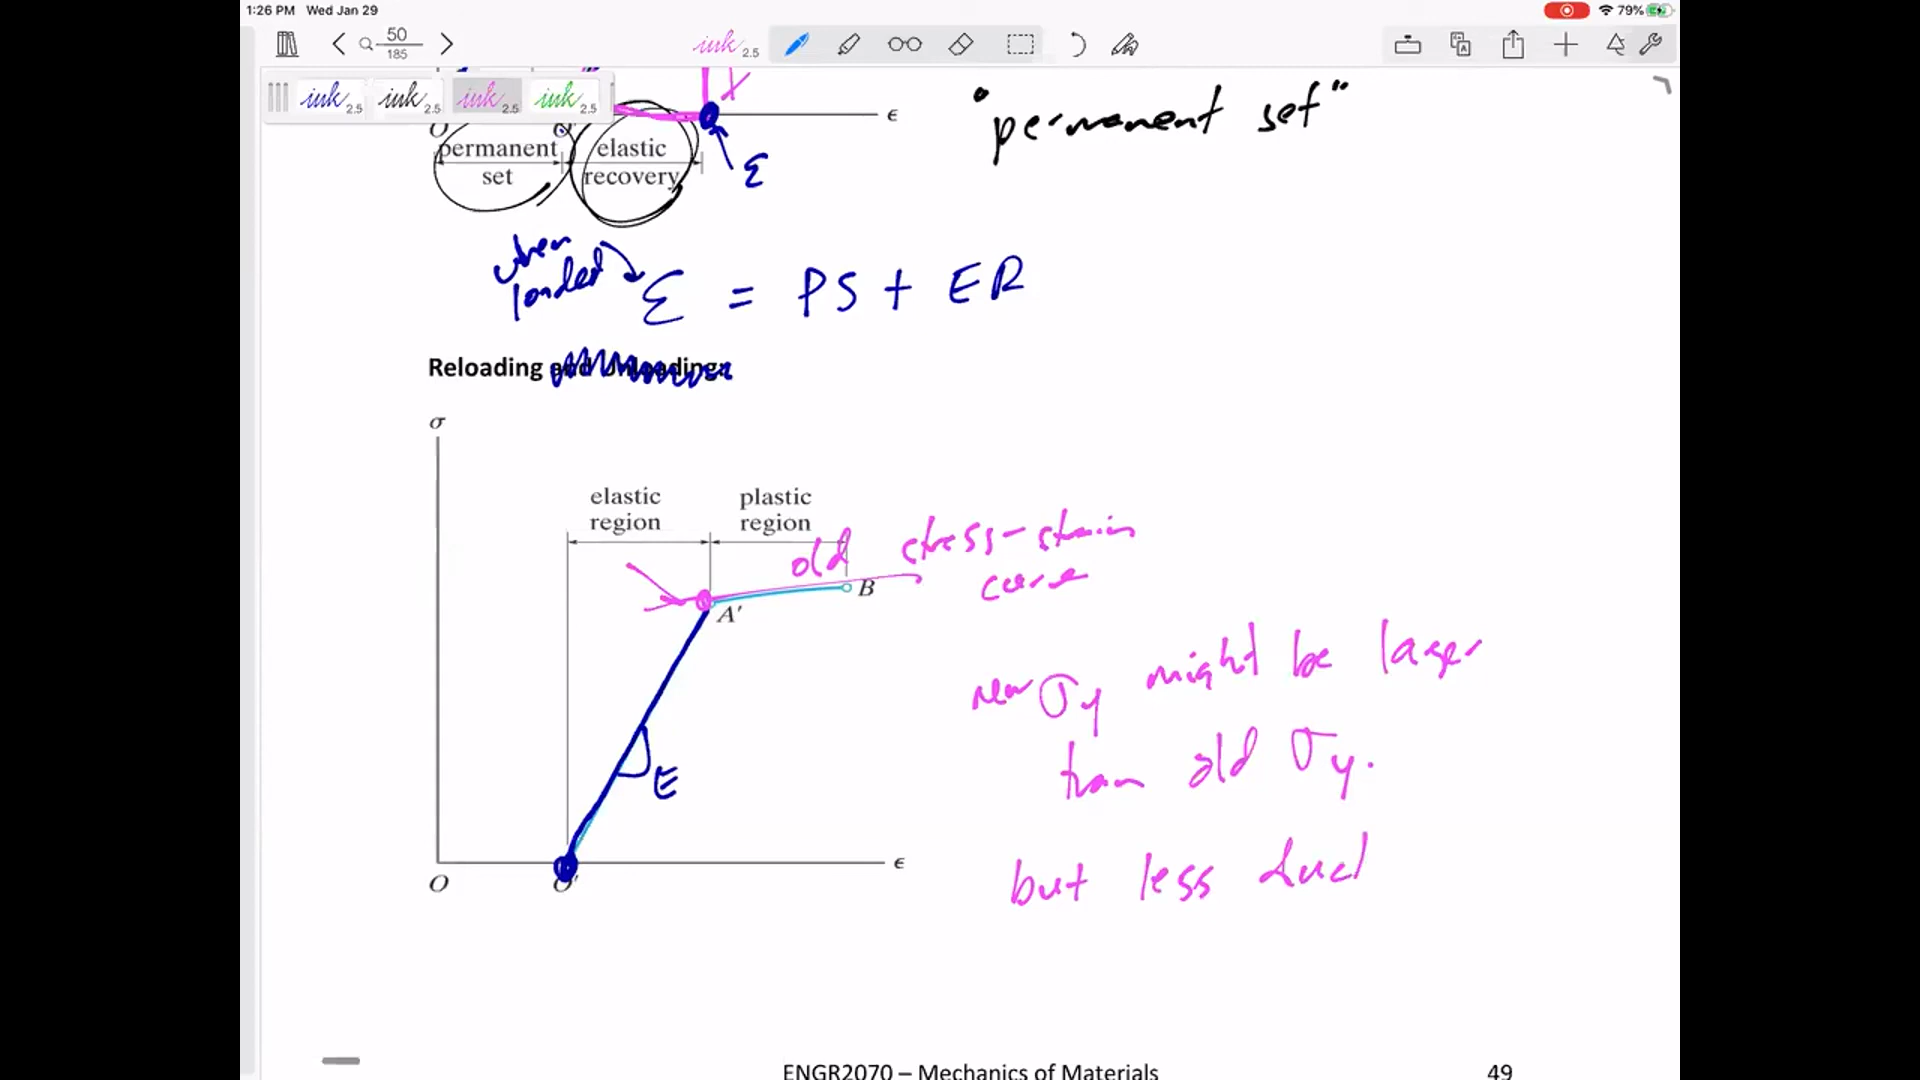 1:26 PM Wed Jan 29
79%
50
185
ink 2.5
ink 2.5 ink 2.5 ink 2.5 ink 2.5
ϵ
"permanent set"
O O'
permanent set
elastic recovery
ε
when loaded
ε = PS + ER
Reloading and Unloading:
σ
elastic region
plastic region
old stress-strain
curve
B
A'
new σy might be larger
than old σy.
E
but less duct
ϵ
O O'
ENGR2070 – Mechanics of Materials
49